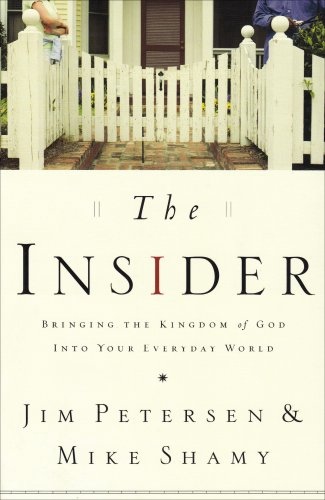 The
INSIDER
BRINGING THE KINGDOM of GOD
INTO YOUR EVERYDAY WORLD
JIM PETERSEN &
MIKE SHAMY